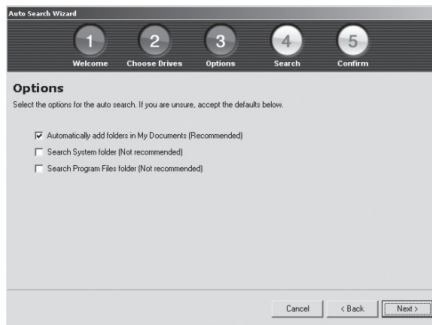 Auto Search Wizard
1 2 3 4 5
Welcome Choose Drives Options Search Confirm
Options
Select the options for the auto search. If you are unsure, accept the defaults below.
Automatically add folders in My Documents (Recommended)
Search System folder (Not recommended)
Search Program Files folder (Not recommended)
Cancel < Back Next >